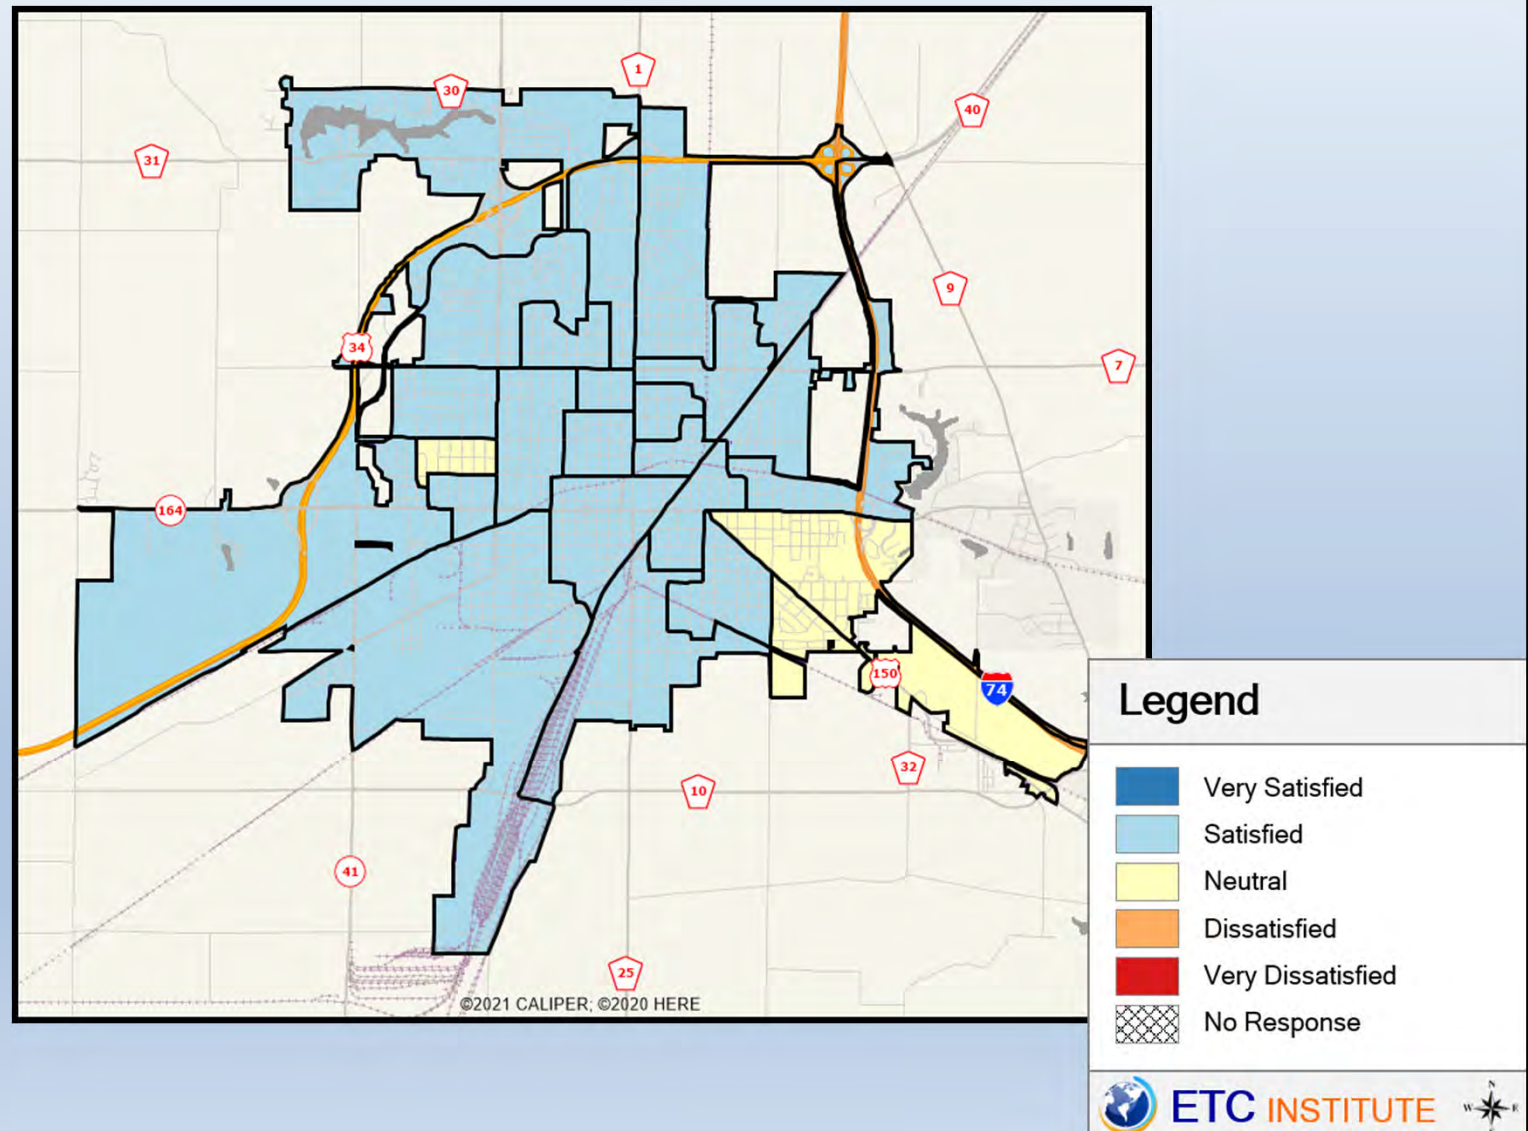 1
30
40
31
9
34
7
164
150
74
32
10
41
25
©2021 CALIPER; ©2020 HERE
Legend
Very Satisfied
Satisfied
Neutral
Dissatisfied
Very Dissatisfied
No Response
ETC INSTITUTE
N
W E